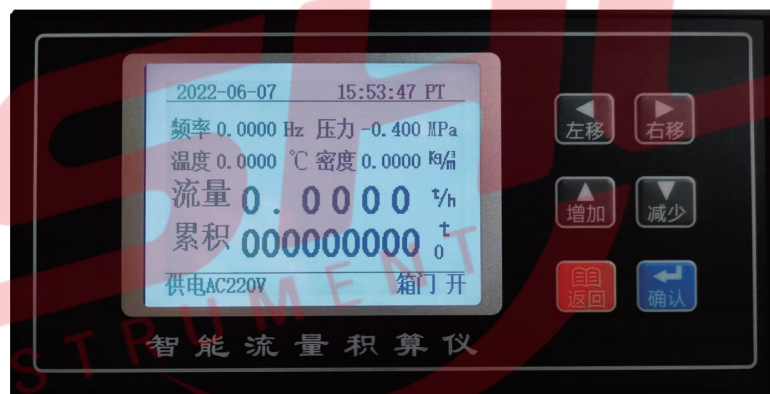 2022-06-07 15:53:47 PT
频率 0.0000 Hz 压力 -0.400 MPa
温度 0.0000 ℃ 密度 0.0000 kg/m³
流量 0.0000 t/h
累积 000000000 t
0
供电AC220V 箱门 开
智能流量积算仪
左移 右移
增加 减少
返回 确认
STRUMENT